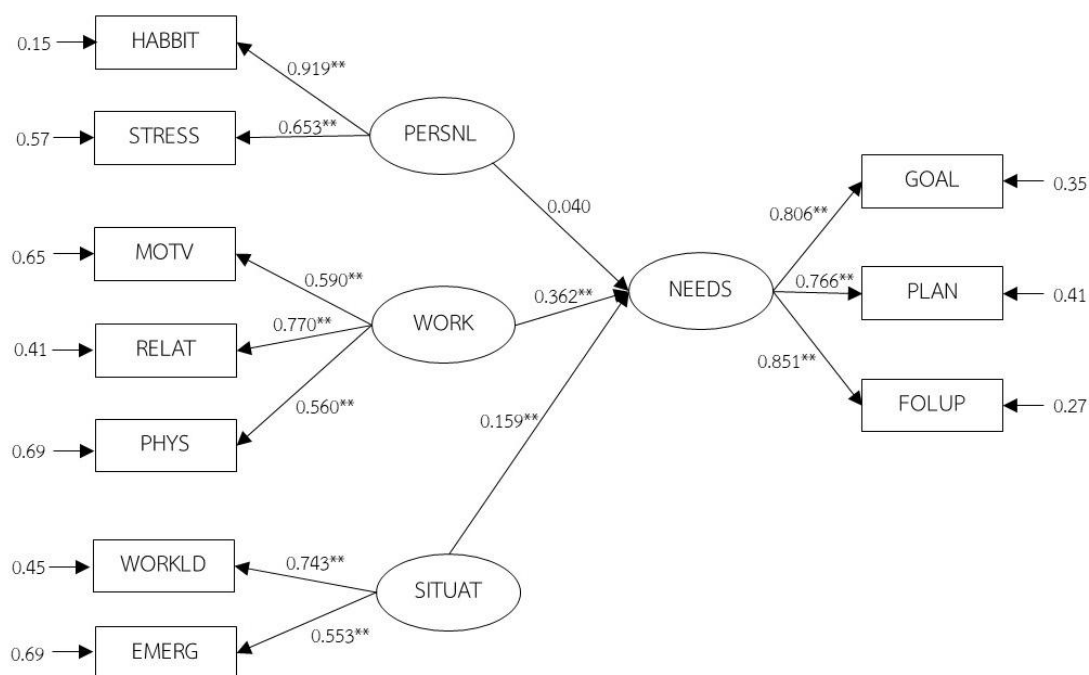 0.15
HABBIT
0.919**
0.57
STRESS
0.653**
PERSNL
0.040
0.65
MOTV
0.590**
0.41
RELAT
0.770**
WORK
0.362**
0.69
PHYS
0.560**
0.159**
0.45
WORKLD
0.743**
SITUAT
0.69
EMERG
0.553**
NEEDS
0.806**
GOAL
0.35
0.766**
PLAN
0.41
0.851**
FOLUP
0.27